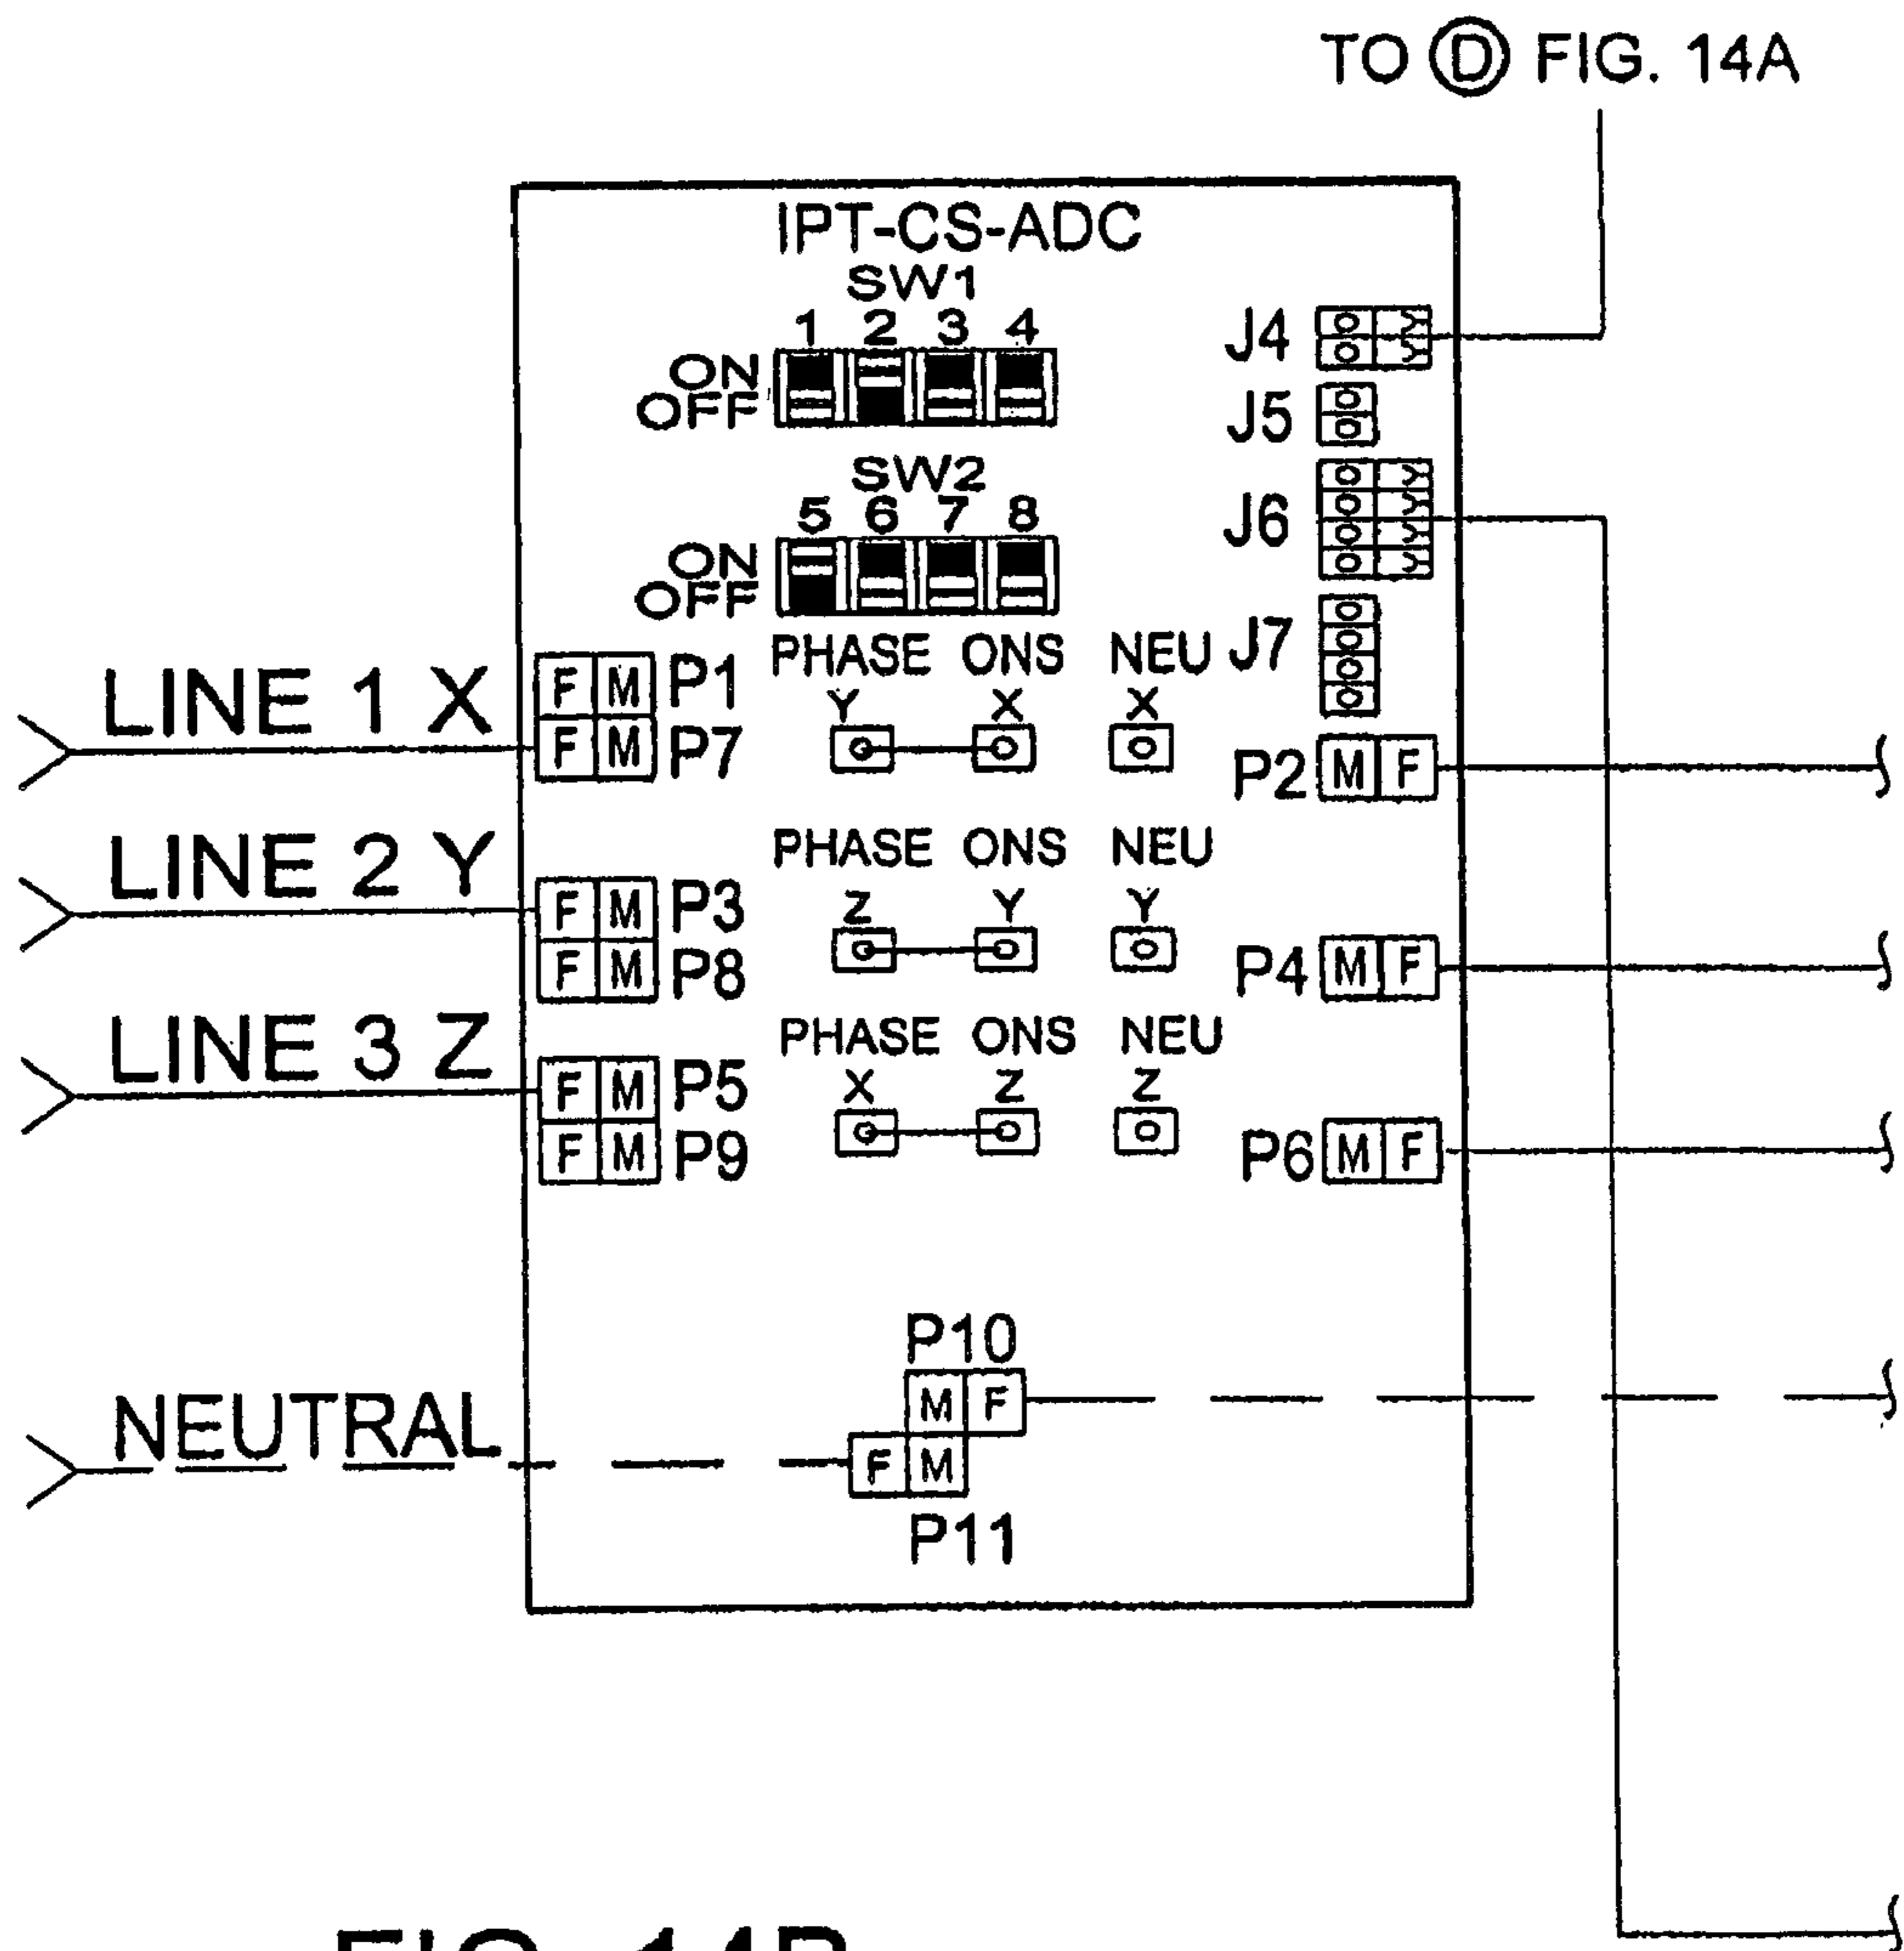 TO D FIG. 14A
IPT-CS-ADC
SW1
1 2 3 4
ON
OFF
SW2
5 6 7 8
ON
OFF
J4
J5
J6
J7
LINE 1 X
F M P1
F M P7
PHASE ONS NEU
Y X X
P2 M F
LINE 2 Y
F M P3
F M P8
PHASE ONS NEU
Z Y Y
P4 M F
LINE 3 Z
F M P5
F M P9
PHASE ONS NEU
X Z Z
P6 M F
NEUTRAL
P10
M F
F M
P11
FIG. 14B